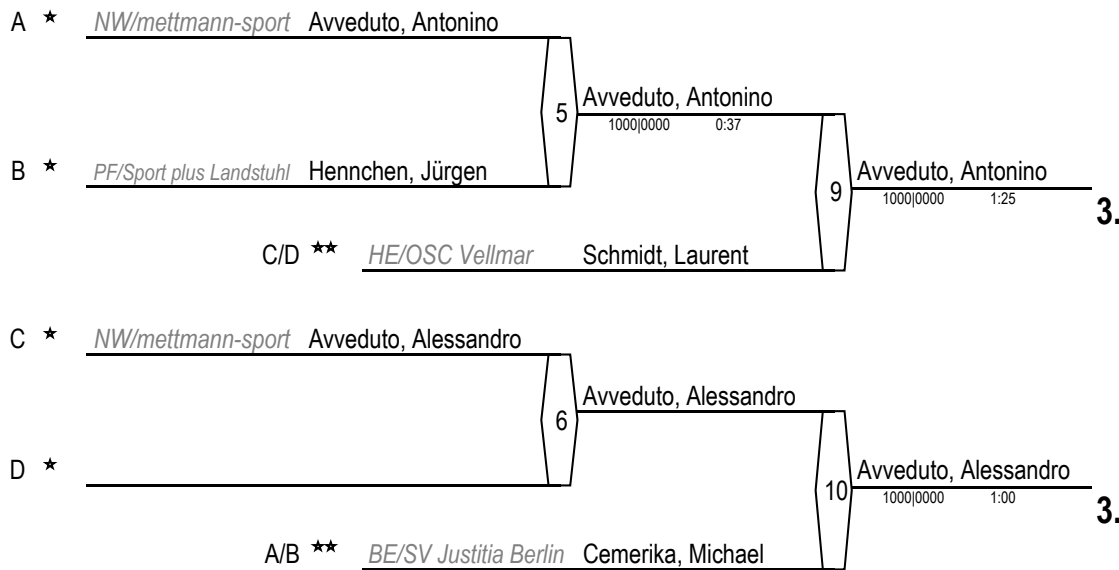 A NW/mettmann-sport Avveduto, Antonino
5 Avveduto, Antonino
1000|0000 0:37
B PF/Sport plus Landstuhl Hennchen, Jürgen
9 Avveduto, Antonino
1000|0000 1:25
3.
C/D HE/OSC Vellmar Schmidt, Laurent
C NW/mettmann-sport Avveduto, Alessandro
6 Avveduto, Alessandro
D
10 Avveduto, Alessandro
1000|0000 1:00
3.
A/B BE/SV Justitia Berlin Cemerika, Michael